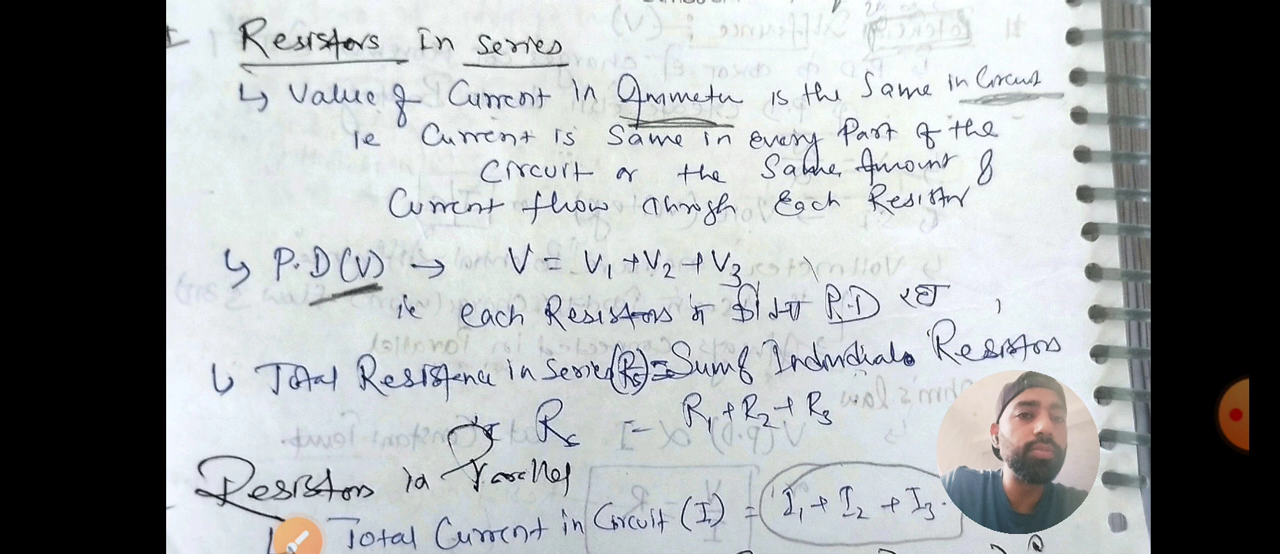 Resistors In series
↳ Value of Current in Ammeter is the Same in Circuit
ie Current is Same in every Part of the
Circuit or the Same Amount of
Current flow through Each Resistor
↳ P.D(V) → V = V1 + V2 + V3
ie each Resistors में P.D
↳ Total Resistance in series (Rs) = Sum of Individual Resistors
Rs = R1 + R2 + R3
Resistors in Parallel
Total Current in Circuit (I) = I1 + I2 + I3.